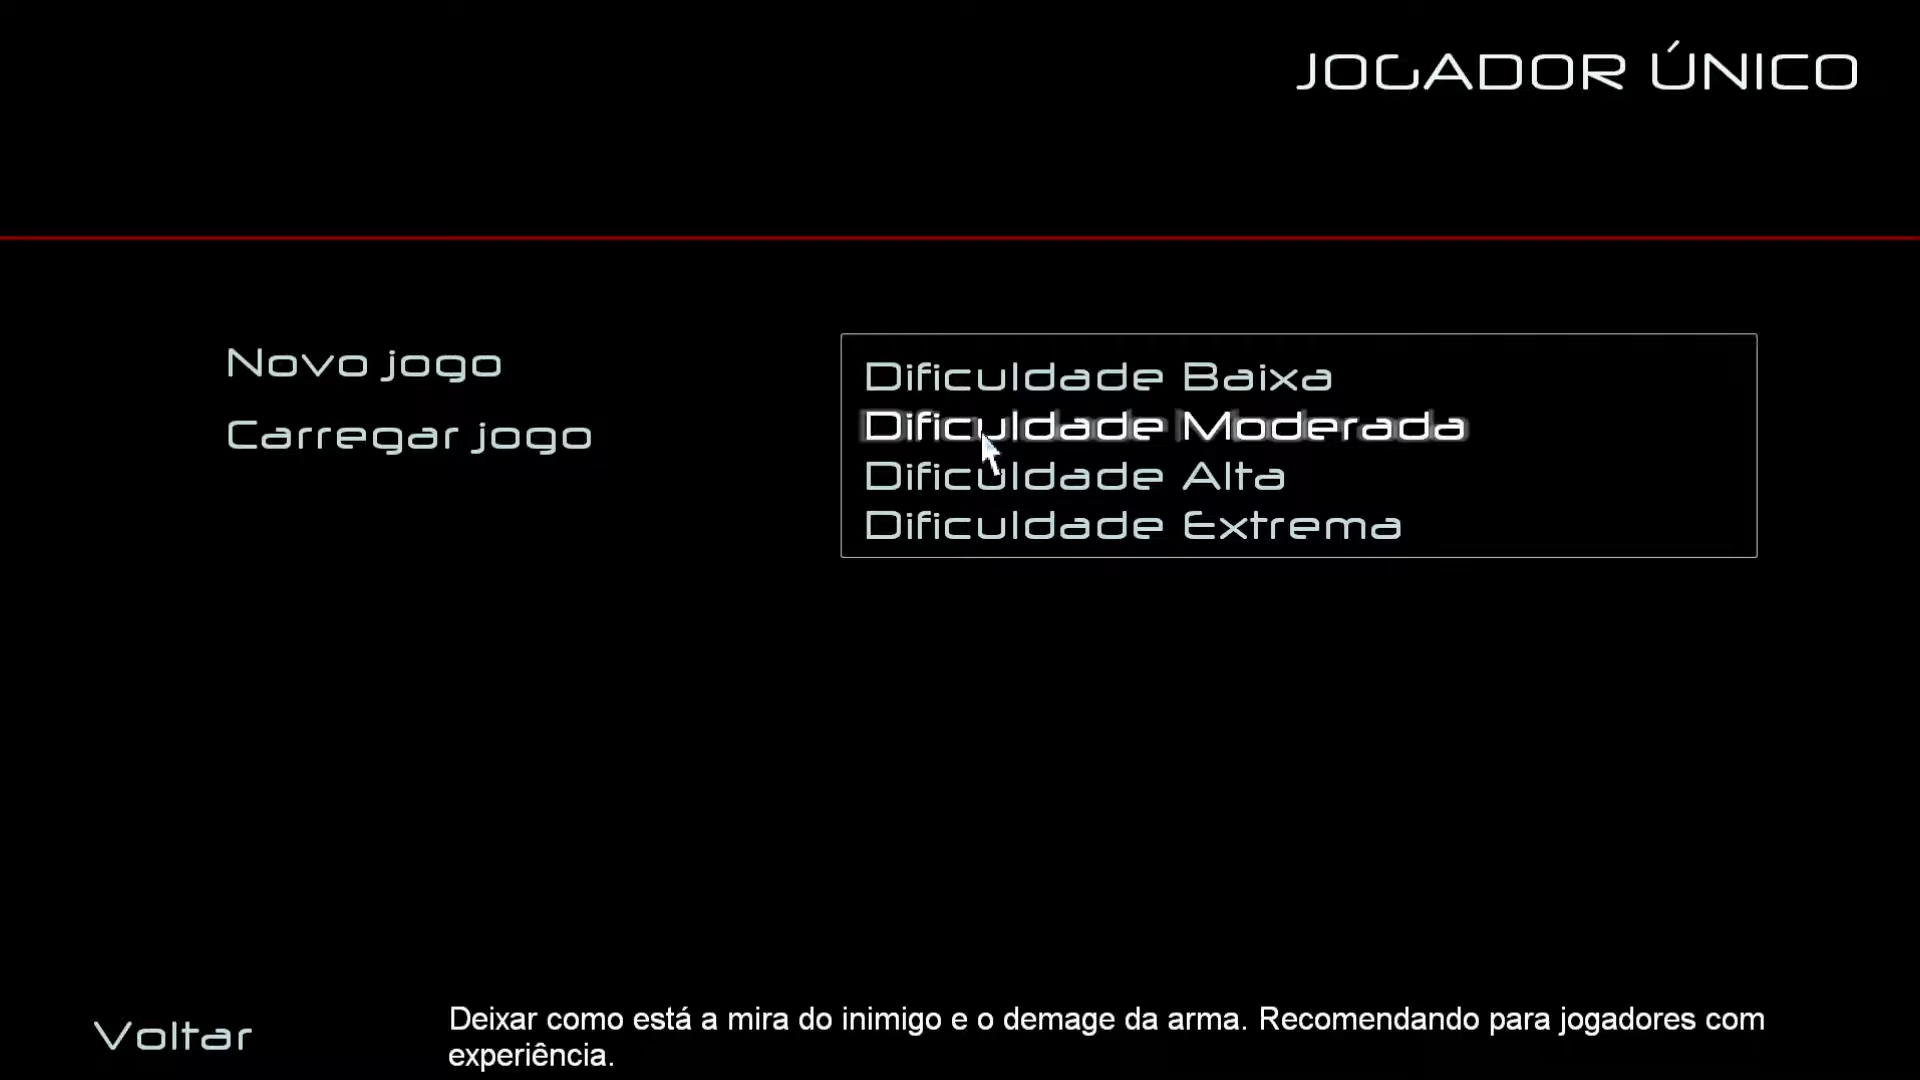 JOGADOR ÚNICO
Novo jogo
Carregar jogo
Dificuldade Baixa
Dificuldade Moderada
Dificuldade Alta
Dificuldade Extrema
Voltar
Deixar como está a mira do inimigo e o demage da arma. Recomendando para jogadores com
experiência.